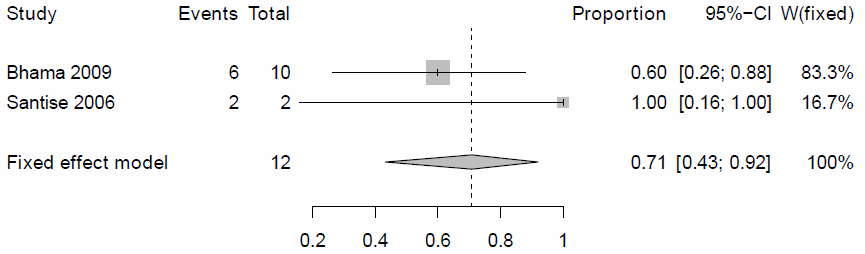 Study Events Total Proportion 95%−CI W(fixed)
Bhama 2009 6 10 0.60 [0.26; 0.88] 83.3%
Santise 2006 2 2 1.00 [0.16; 1.00] 16.7%
Fixed effect model 12 0.71 [0.43; 0.92] 100%
0.2 0.4 0.6 0.8 1